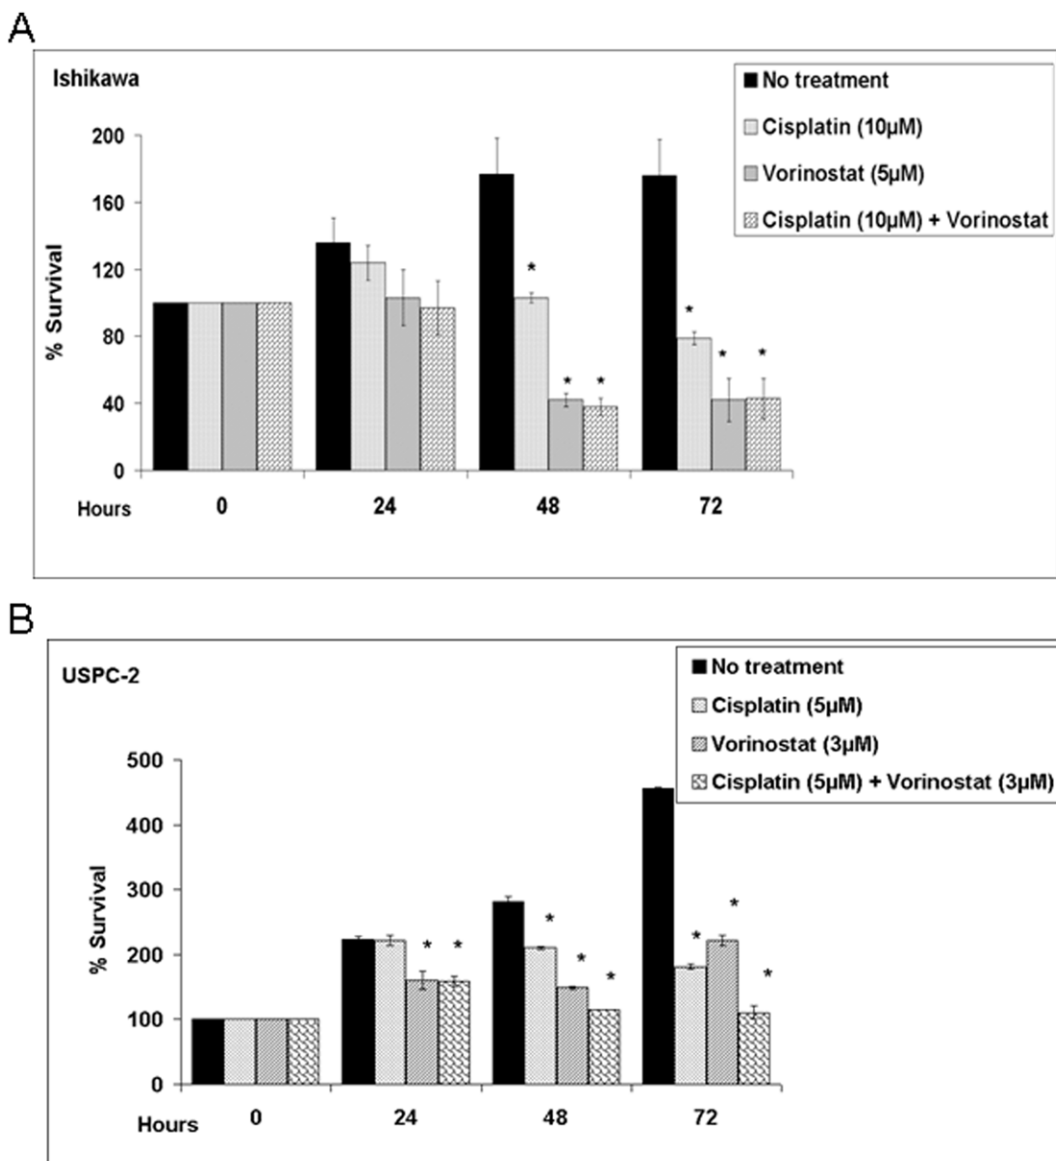 A
Ishikawa
No treatment
Cisplatin (10µM)
Vorinostat (5µM)
Cisplatin (10µM) + Vorinostat
% Survival
200
160
120
80
40
0
*
*
*
*
*
*
Hours
0
24
48
72
B
USPC-2
No treatment
Cisplatin (5µM)
Vorinostat (3µM)
Cisplatin (5µM) + Vorinostat (3µM)
% Survival
500
400
300
200
100
0
*
*
*
*
*
*
*
*
Hours
0
24
48
72